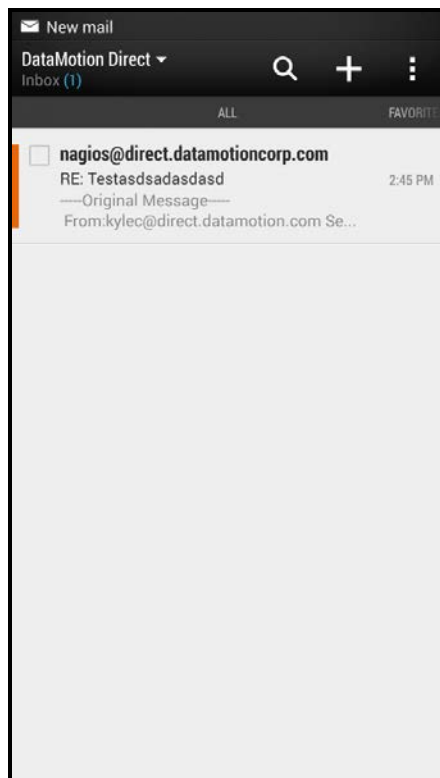 New mail
DataMotion Direct
Inbox (1)
ALL
FAVORITE
nagios@direct.datamotioncorp.com
RE: Testasdsadasdasd
2:45 PM
-----Original Message-----
From:kylec@direct.datamotion.com Se...